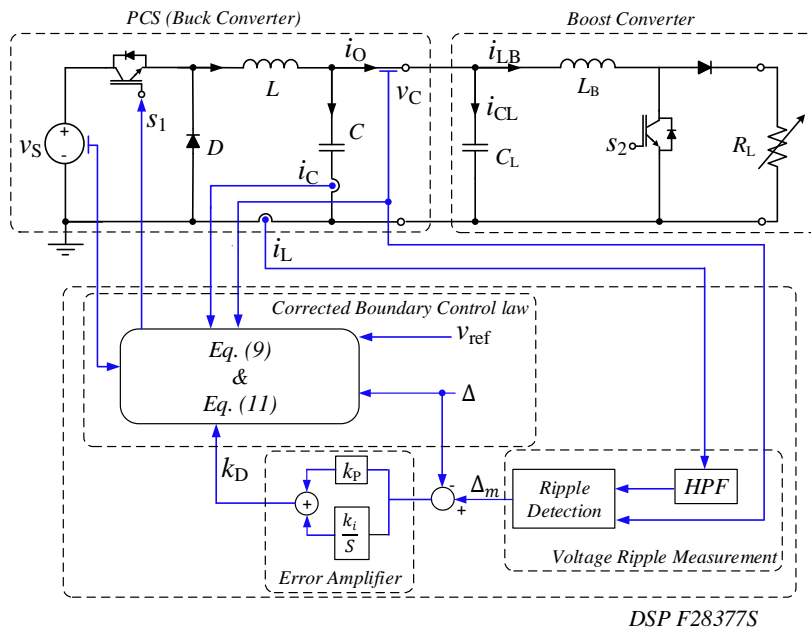 PCS (Buck Converter)
Boost Converter
i_O
i_LB
L
v_C
L_B
s_1
i_CL
v_S
+
-
D
C
C_L
s_2
R_L
i_C
i_L
Corrected Boundary Control law
v_ref
Eq. (9)
&
Eq. (11)
Δ
k_D
k_P
-
+
Δ_m
Ripple
Detection
HPF
+
k_i
S
Error Amplifier
Voltage Ripple Measurement
DSP F28377S